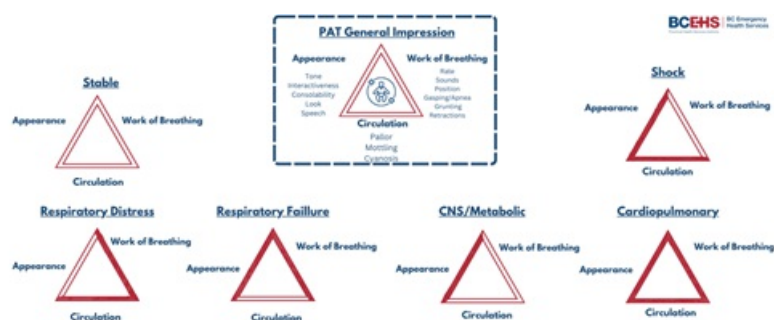 PAT General Impression
BCEHS BC Emergency
Health Services
Appearance
Work of Breathing
Tone
Interactiveness
Consolability
Look
Speech
Rate
Sounds
Position
Gasping/Apnea
Grunting
Retractions
Circulation
Pallor
Mottling
Cyanosis
Stable
Appearance
Work of Breathing
Circulation
Shock
Appearance
Work of Breathing
Circulation
Respiratory Distress
Appearance
Work of Breathing
Circulation
Respiratory Faillure
Appearance
Work of Breathing
Circulation
CNS/Metabolic
Appearance
Work of Breathing
Circulation
Cardiopulmonary
Appearance
Work of Breathing
Circulation